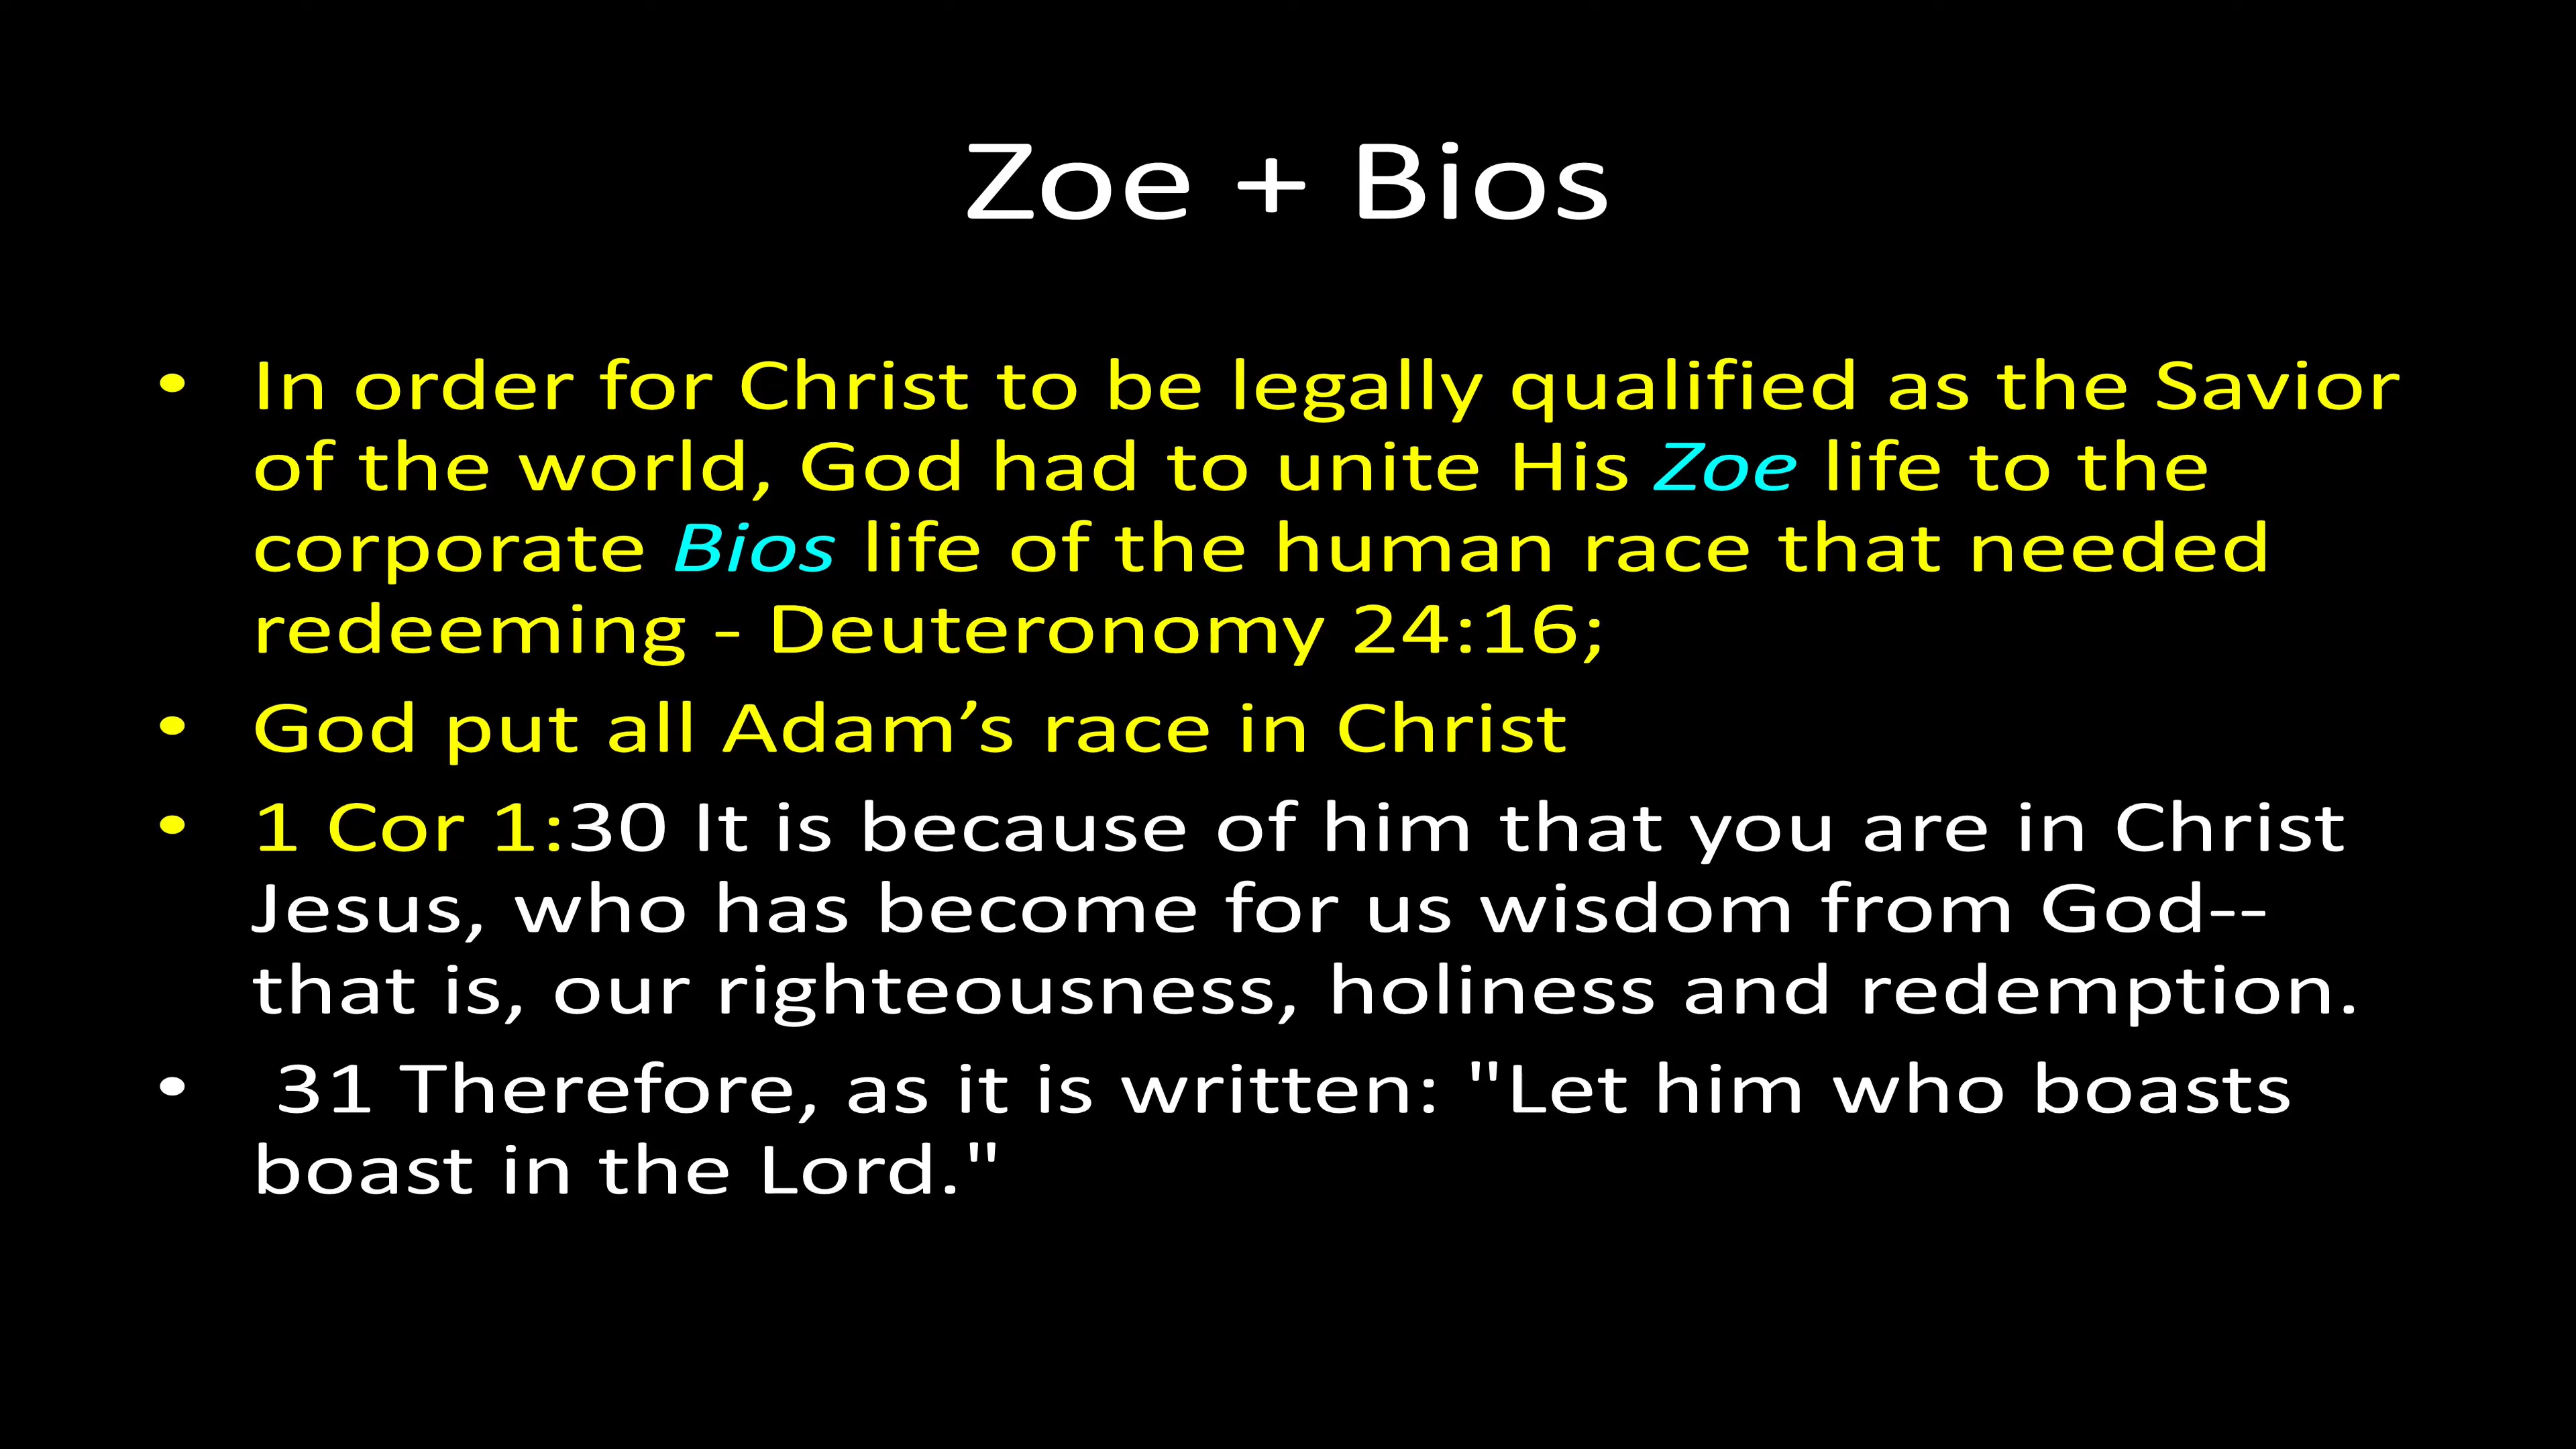 Zoe + Bios
• In order for Christ to be legally qualified as the Savior
of the world, God had to unite His Zoe life to the
corporate Bios life of the human race that needed
redeeming - Deuteronomy 24:16;
• God put all Adam’s race in Christ
• 1 Cor 1:30 It is because of him that you are in Christ
Jesus, who has become for us wisdom from God--
that is, our righteousness, holiness and redemption.
• 31 Therefore, as it is written: "Let him who boasts
boast in the Lord."